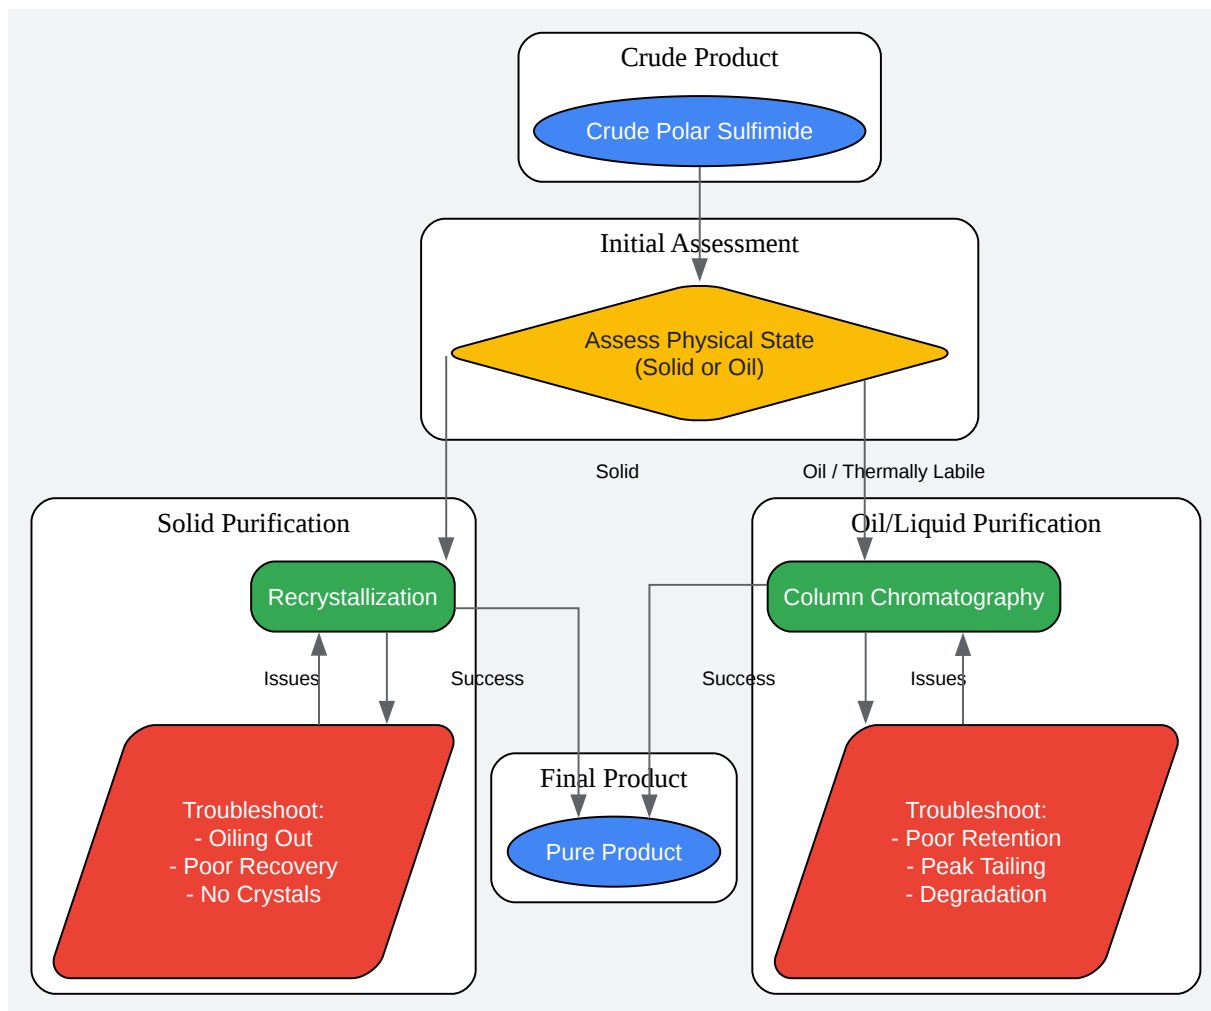 Crude Product
Crude Polar Sulfimide
Initial Assessment
Assess Physical State
(Solid or Oil)
Solid
Oil / Thermally Labile
Solid Purification
Oil/Liquid Purification
Recrystallization
Column Chromatography
Issues
Success
Success
Issues
Final Product
Pure Product
Troubleshoot:
- Oiling Out
- Poor Recovery
- No Crystals
Troubleshoot:
- Poor Retention
- Peak Tailing
- Degradation